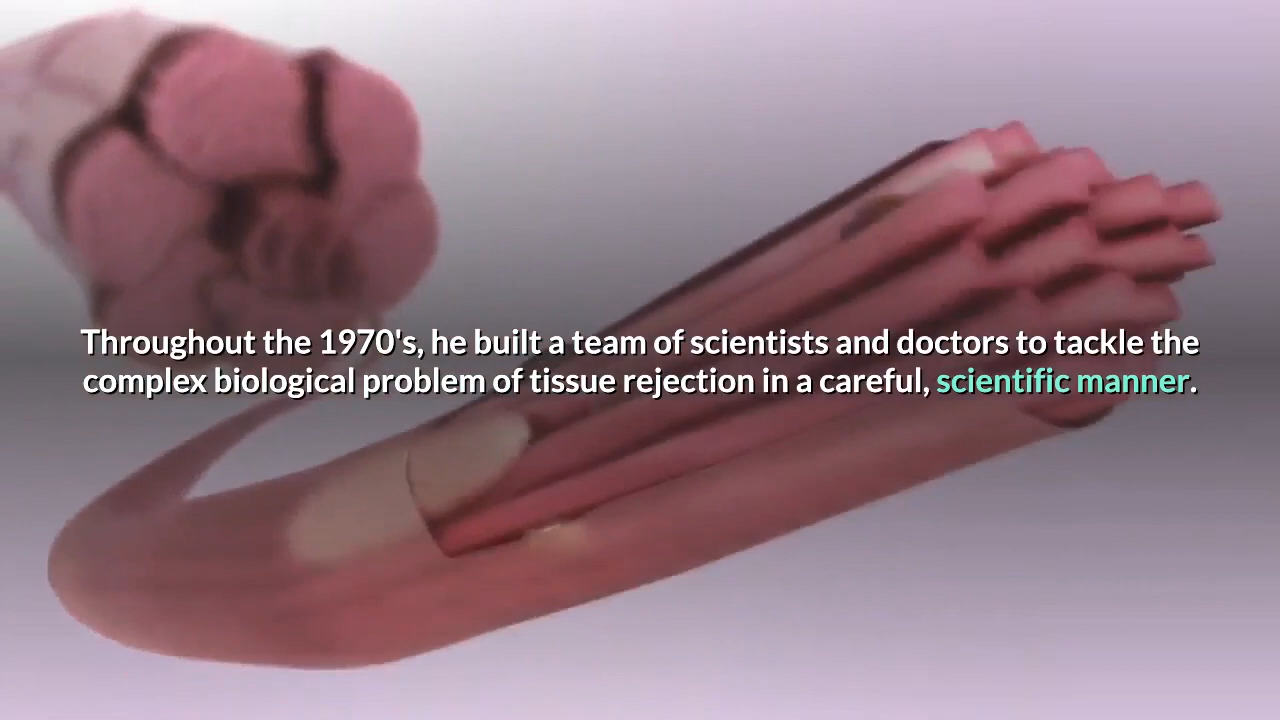 Throughout the 1970's, he built a team of scientists and doctors to tackle the
complex biological problem of tissue rejection in a careful, scientific manner.